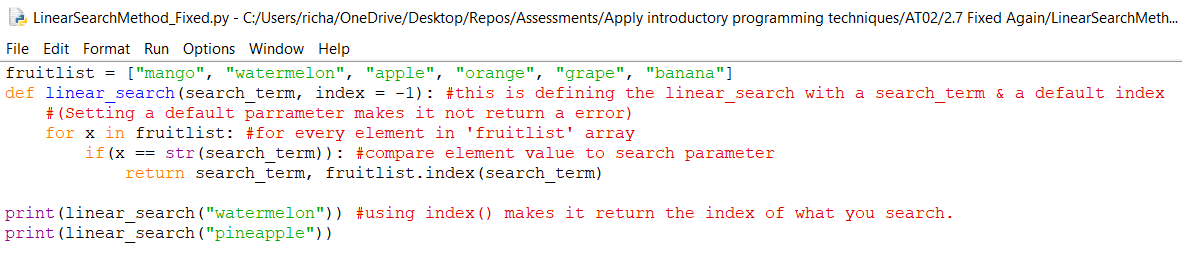 LinearSearchMethod_Fixed.py - C:/Users/richa/OneDrive/Desktop/Repos/Assessments/Apply introductory programming techniques/AT02/2.7 Fixed Again/LinearSearchMeth...
File Edit Format Run Options Window Help
fruitlist = ["mango", "watermelon", "apple", "orange", "grape", "banana"]
def linear_search(search_term, index = -1): #this is defining the linear_search with a search_term & a default index
    #(Setting a default parrameter makes it not return a error)
    for x in fruitlist: #for every element in 'fruitlist' array
        if(x == str(search_term)): #compare element value to search parameter
            return search_term, fruitlist.index(search_term)
print(linear_search("watermelon")) #using index() makes it return the index of what you search.
print(linear_search("pineapple"))